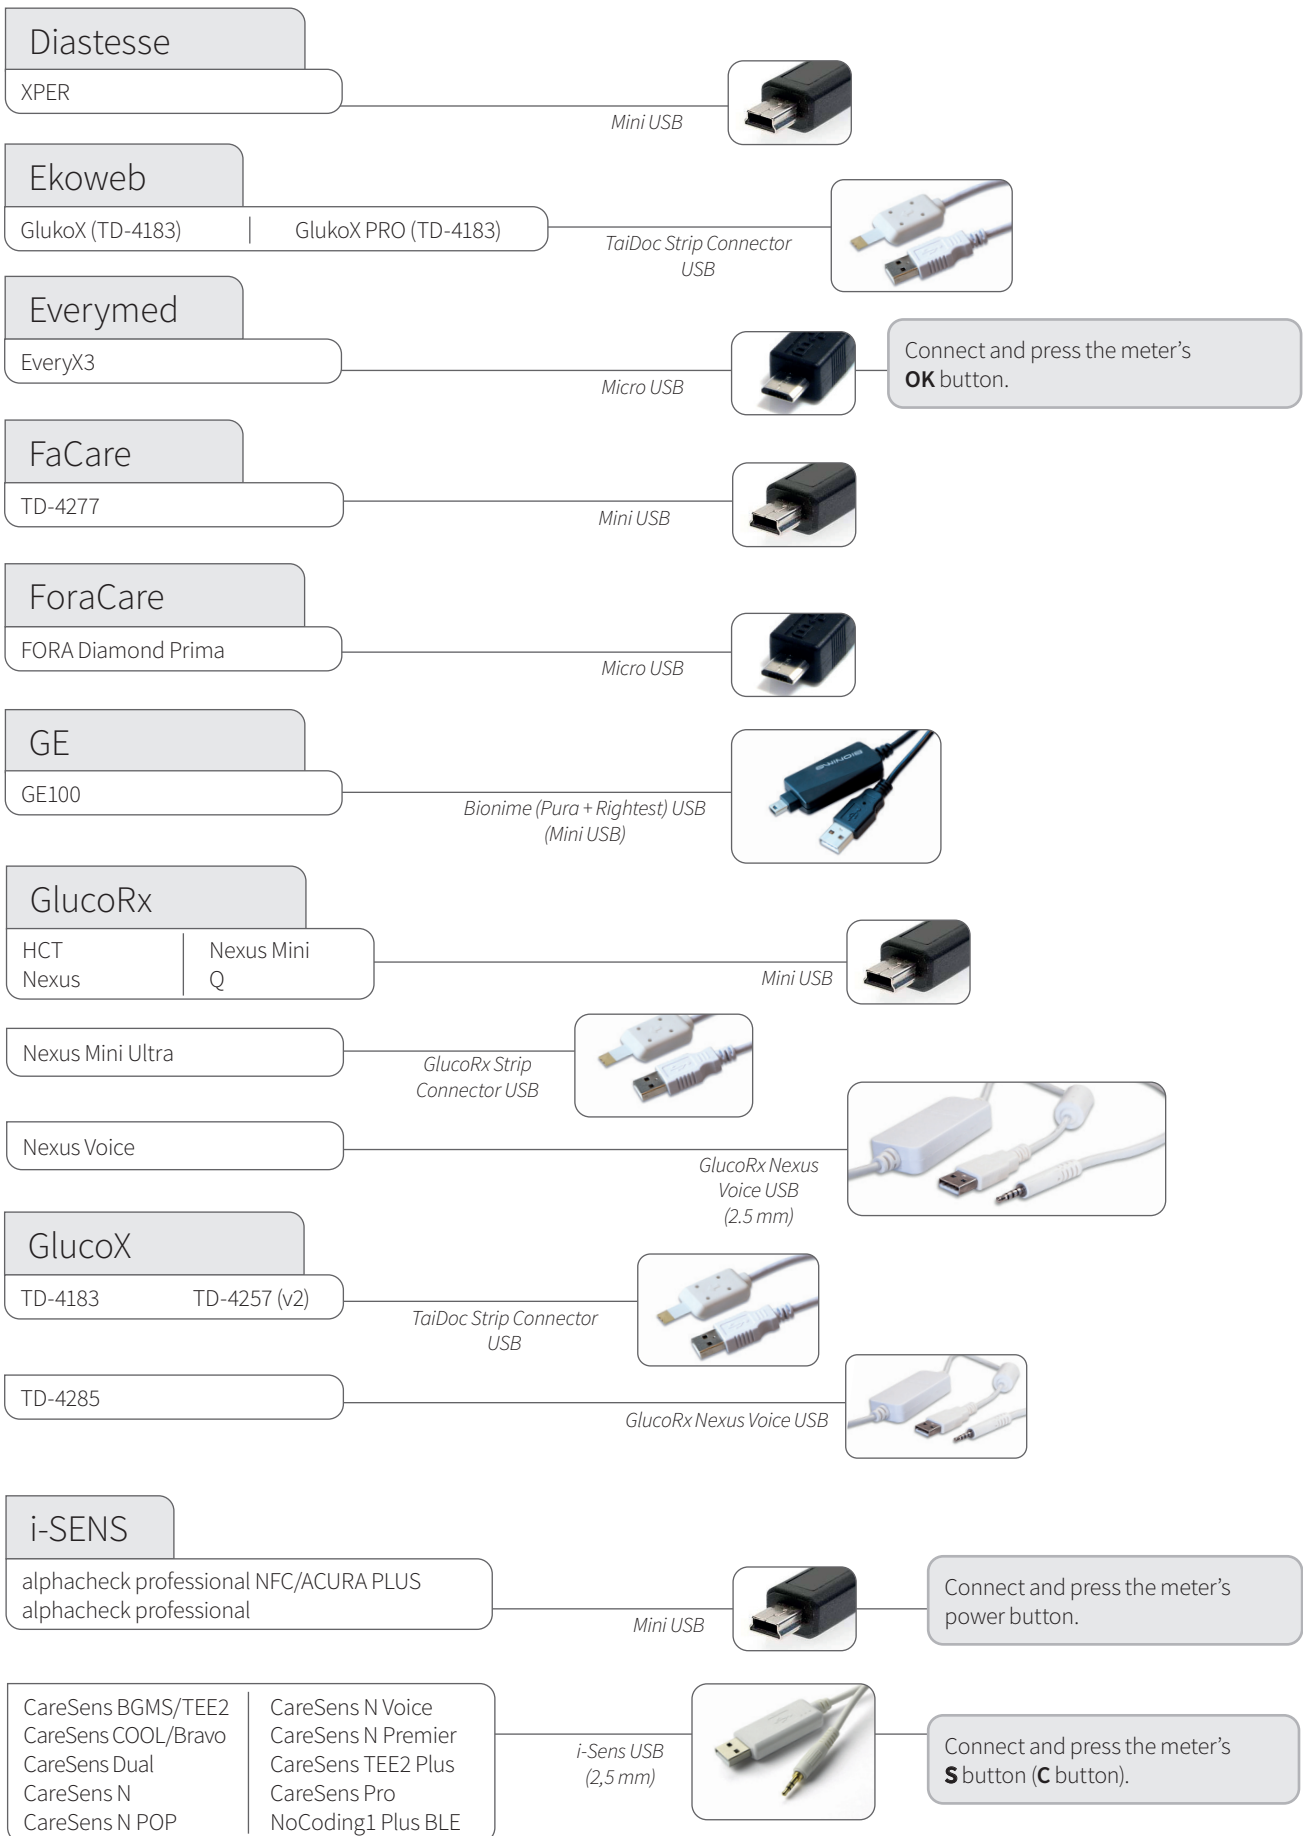 Diastesse
XPER
Mini USB
Ekoweb
GlukoX (TD-4183) | GlukoX PRO (TD-4183)
TaiDoc Strip Connector
USB
Everymed
EveryX3
Micro USB
Connect and press the meter's
OK button.
FaCare
TD-4277
Mini USB
ForaCare
FORA Diamond Prima
Micro USB
GE
GE100
Bionime (Pura + Rightest) USB
(Mini USB)
BIONIME
GlucoRx
HCT | Nexus Mini
Nexus | Q
Mini USB
Nexus Mini Ultra
GlucoRx Strip
Connector USB
Nexus Voice
GlucoRx Nexus
Voice USB
(2.5 mm)
GlucoX
TD-4183 TD-4257 (v2)
TaiDoc Strip Connector
USB
TD-4285
GlucoRx Nexus Voice USB
i-SENS
alphacheck professional NFC/ACURA PLUS
alphacheck professional
Mini USB
Connect and press the meter's
power button.
CareSens BGMS/TEE2 | CareSens N Voice
CareSens COOL/Bravo | CareSens N Premier
CareSens Dual | CareSens TEE2 Plus
CareSens N | CareSens Pro
CareSens N POP | NoCoding1 Plus BLE
i-Sens USB
(2,5 mm)
Connect and press the meter's
S button (C button).